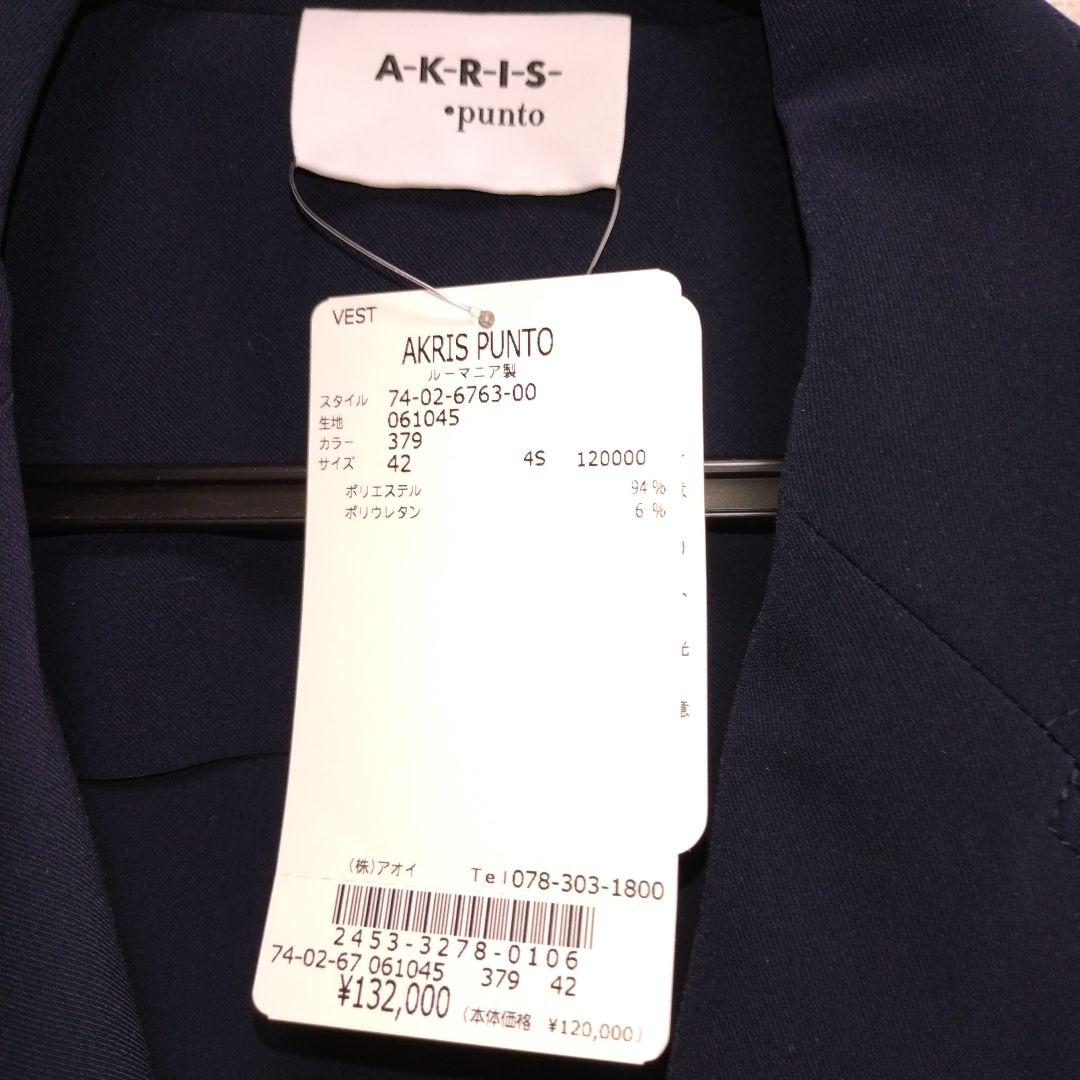 A-K-R-I-S-
•punto
VEST
AKRIS PUNTO
ルーマニア製
スタイル 74-02-6763-00
生地 061045
カラー 379
サイズ 42 4S 120000
ポリエステル 94%
ポリウレタン 6%
意
(株)アオイ Tel078-303-1800
2453-3278-0106
74-02-67 061045 379 42
¥132,000 (本体価格 ¥120,000)